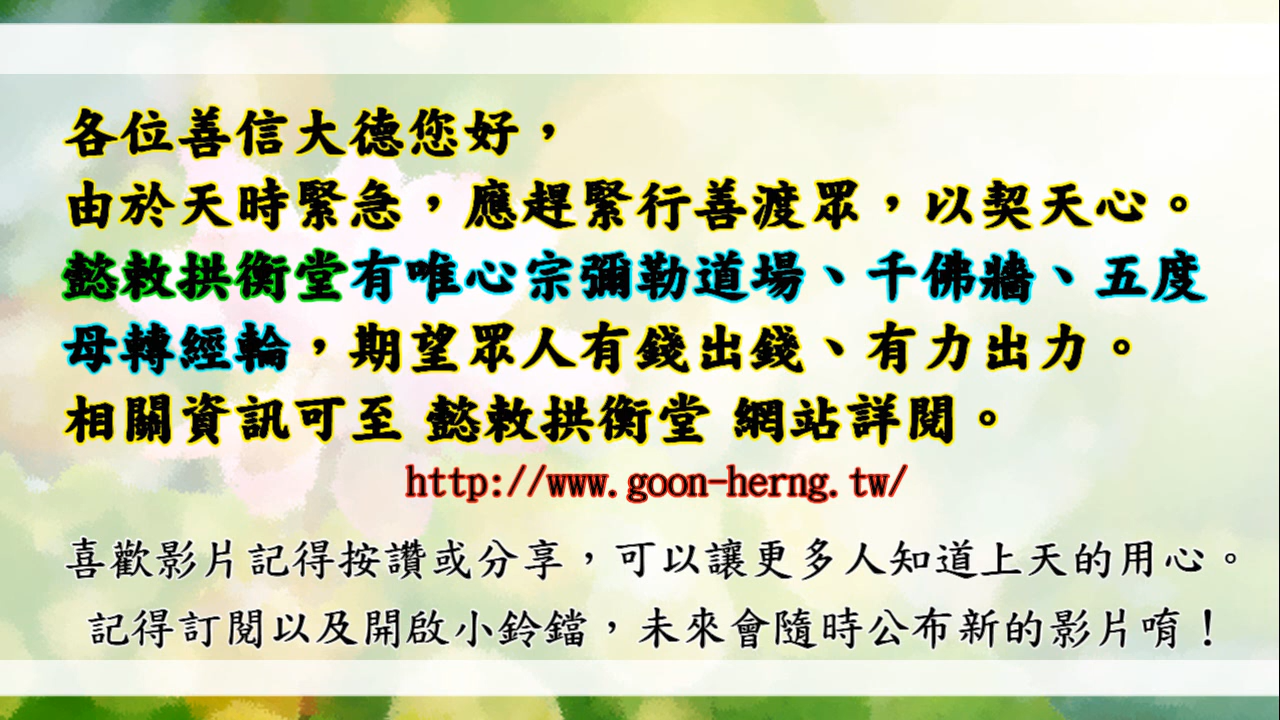 各位善信大德您好，
由於天時緊急，應趕緊行善渡眾，以契天心。
懿敕拱衡堂有唯心宗彌勒道場、千佛牆、五度
母轉經輪，期望眾人有錢出錢、有力出力。
相關資訊可至 懿敕拱衡堂 網站詳閱。
http://www.goon-herng.tw/
喜歡影片記得按讚或分享，可以讓更多人知道上天的用心。
記得訂閱以及開啟小鈴鐺，未來會隨時公布新的影片唷！